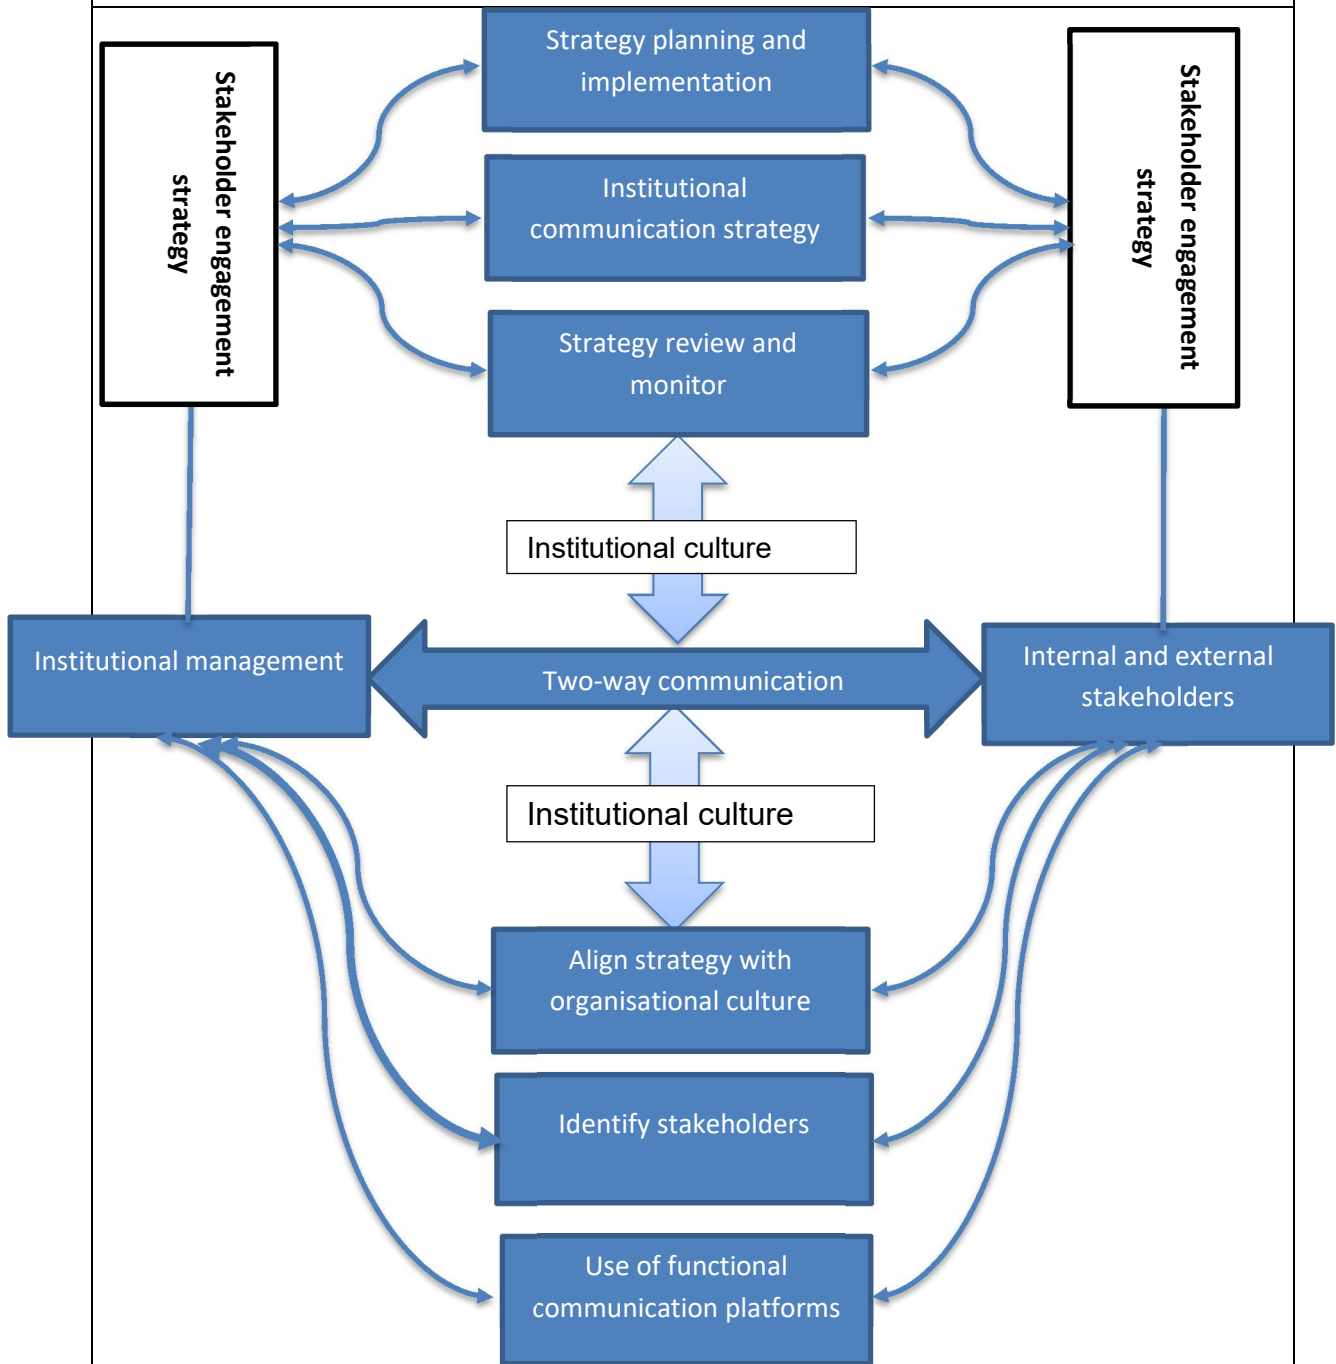 Strategy planning and
implementation
Stakeholder engagement
strategy
Stakeholder engagement
strategy
Institutional
communication strategy
Strategy review and
monitor
Institutional culture
Institutional management
Two-way communication
Internal and external
stakeholders
Institutional culture
Align strategy with
organisational culture
Identify stakeholders
Use of functional
communication platforms